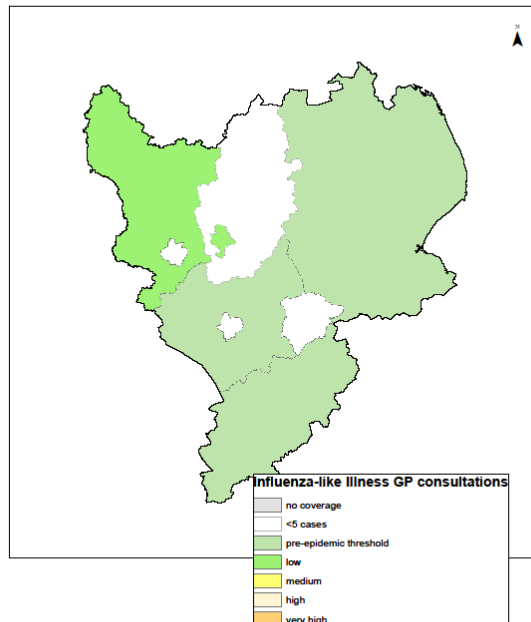 Influenza-like Illness GP consultations
no coverage
<5 cases
pre-epidemic threshold
low
medium
high
very high